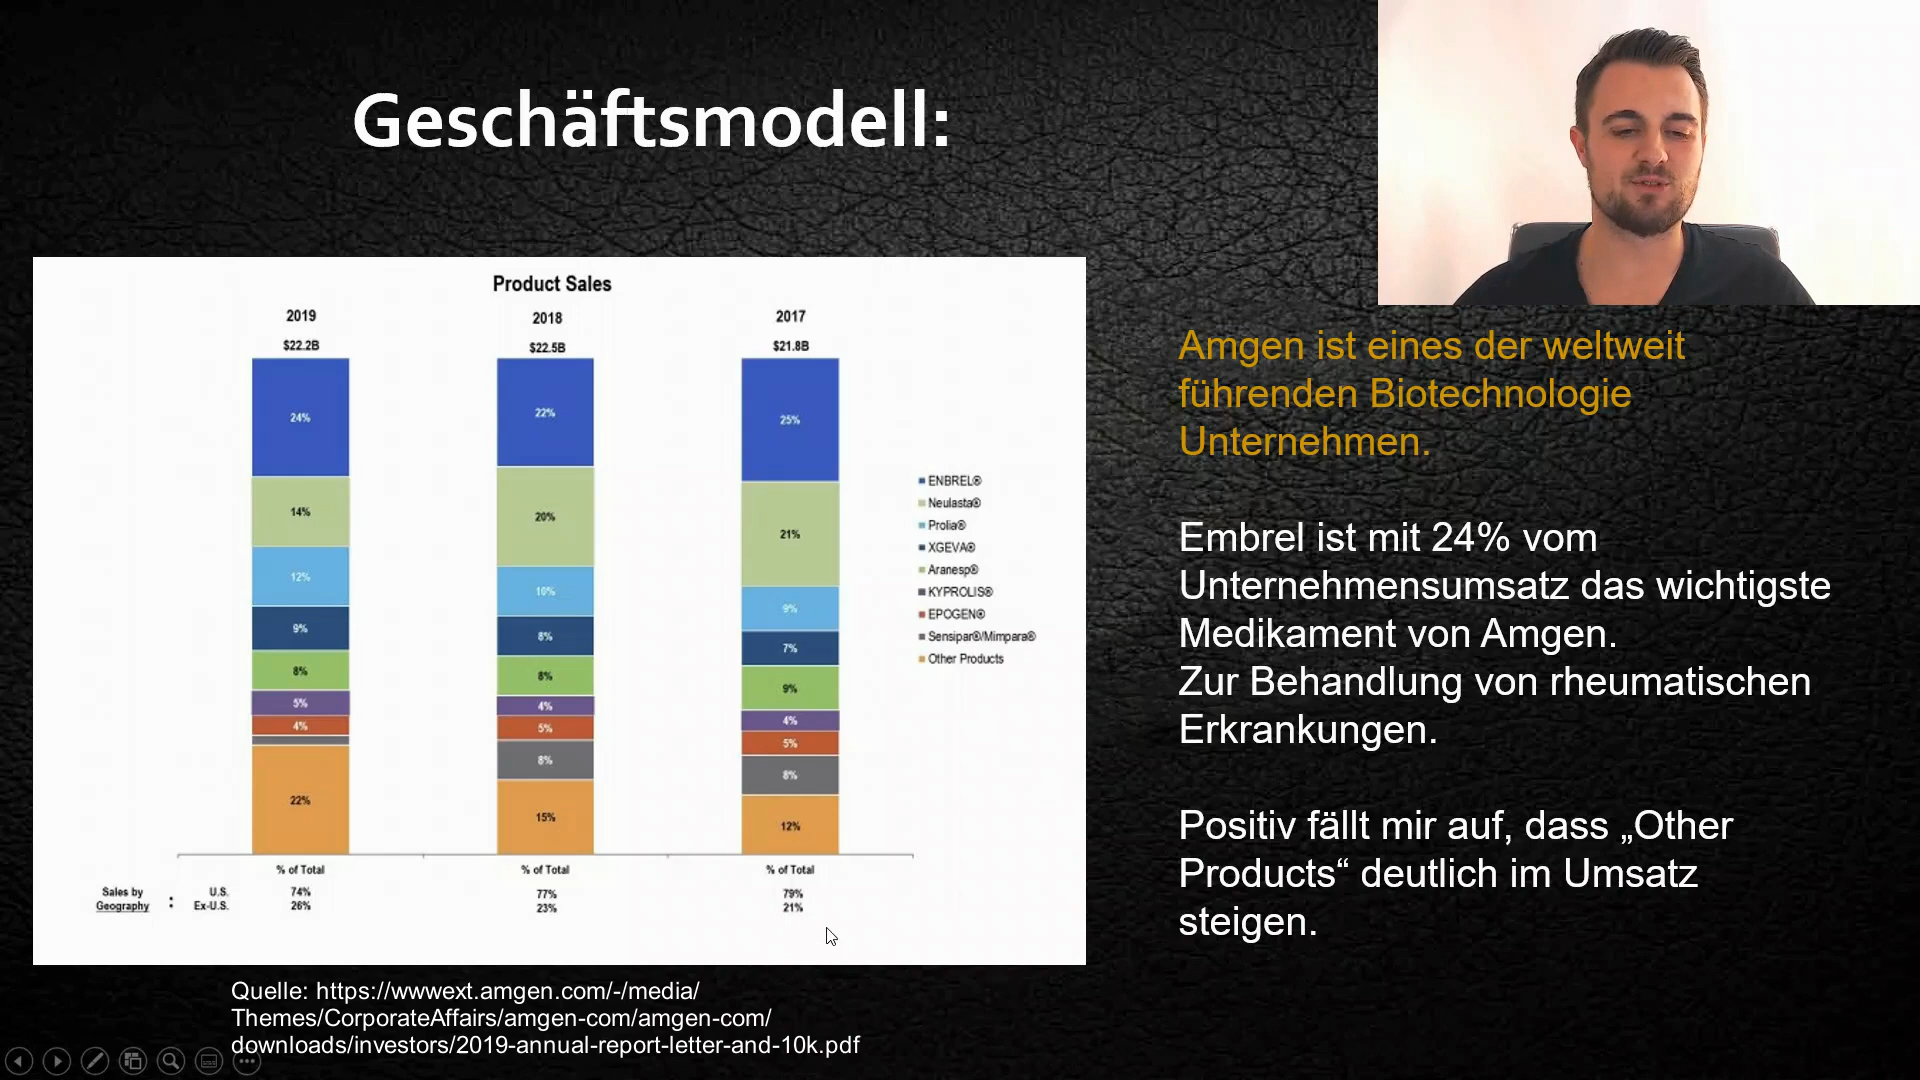 Geschäftsmodell:
Product Sales
2019 2018 2017
$22.2B $22.5B $21.8B
24% 22% 25%
14% 20% 21%
12% 10% 9%
9% 8% 7%
8% 8% 9%
5% 4% 4%
4% 5% 5%
8% 8%
22% 15% 12%
ENBREL®
Neulasta®
Prolia®
XGEVA®
Aranesp®
KYPROLIS®
EPOGEN®
Sensipar®/Mimpara®
Other Products
% of Total % of Total % of Total
Sales by Geography :
U.S. 74% 77% 79%
Ex-U.S. 26% 23% 21%
Quelle: https://wwwext.amgen.com/-/media/
Themes/CorporateAffairs/amgen-com/amgen-com/
downloads/investors/2019-annual-report-letter-and-10k.pdf
Amgen ist eines der weltweit
führenden Biotechnologie
Unternehmen.
Embrel ist mit 24% vom
Unternehmensumsatz das wichtigste
Medikament von Amgen.
Zur Behandlung von rheumatischen
Erkrankungen.
Positiv fällt mir auf, dass „Other
Products“ deutlich im Umsatz
steigen.